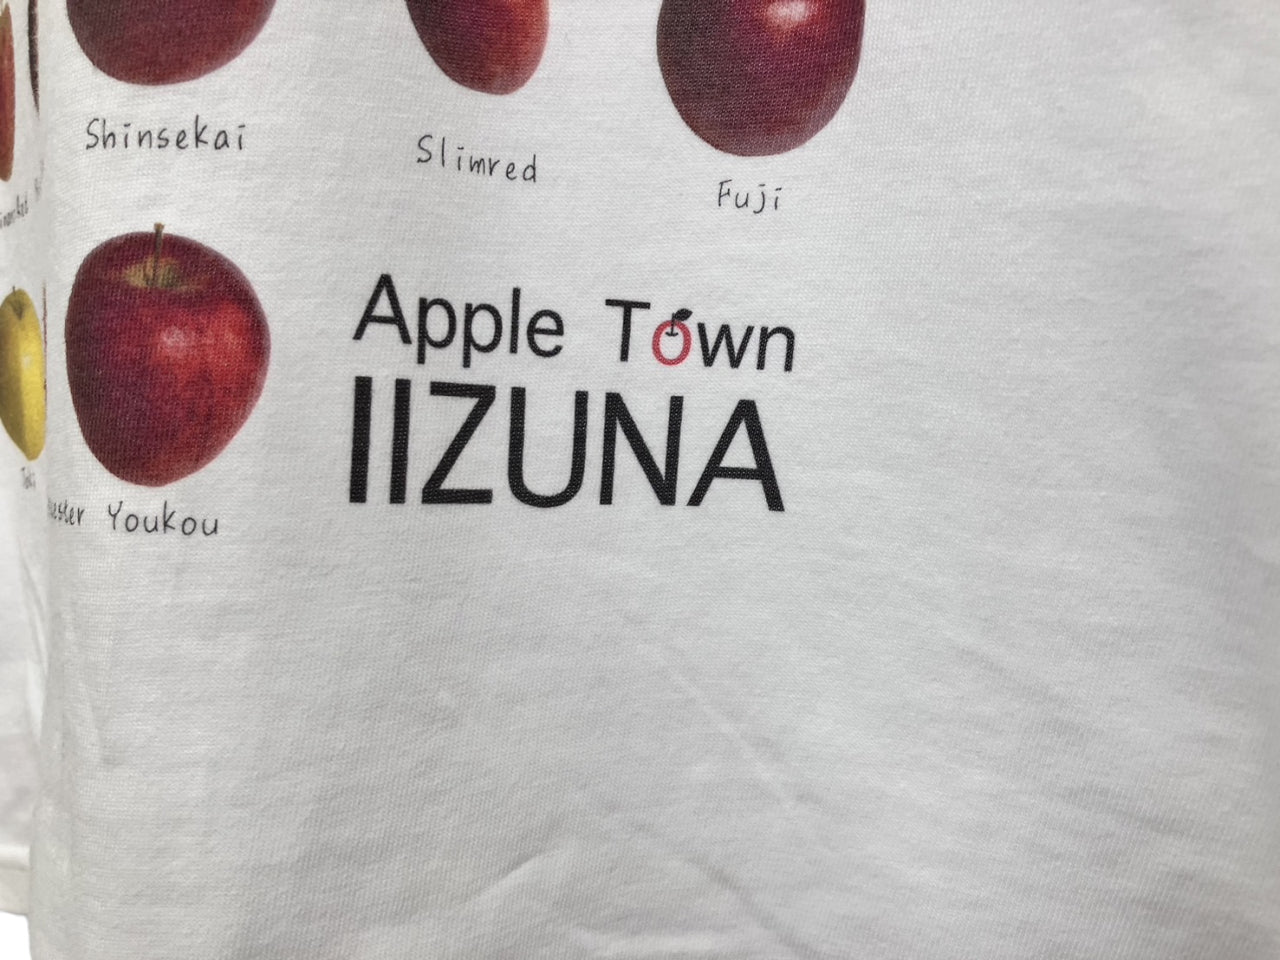 Shinsekai
Slimred
Fuji
Apple Town
IIZUNA
Youkou